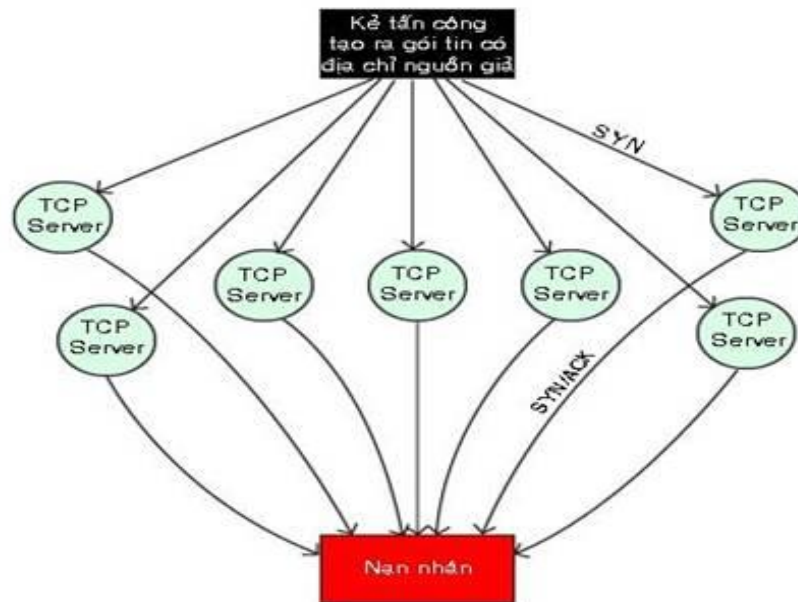 Kẻ tấn công
tạo ra gói tin có
địa chỉ nguồn giả
SYN
TCP
Server
TCP
Server
TCP
Server
TCP
Server
TCP
Server
TCP
Server
TCP
Server
SYN/ACK
Nạn nhân